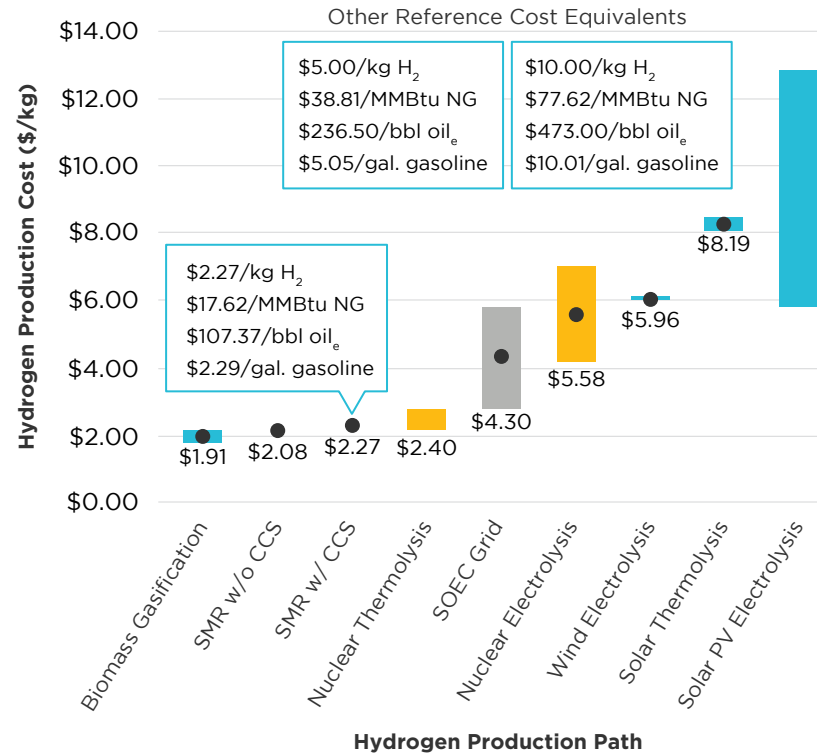 Other Reference Cost Equivalents
Hydrogen Production Cost ($/kg)
$14.00
$12.00
$10.00
$8.00
$6.00
$4.00
$2.00
$0.00
$5.00/kg H₂
$38.81/MMBtu NG
$236.50/bbl oilₑ
$5.05/gal. gasoline
$10.00/kg H₂
$77.62/MMBtu NG
$473.00/bbl oilₑ
$10.01/gal. gasoline
$2.27/kg H₂
$17.62/MMBtu NG
$107.37/bbl oilₑ
$2.29/gal. gasoline
$1.91
$2.08
$2.27
$2.40
$4.30
$5.58
$5.96
$8.19
Biomass Gasification
SMR w/o CCS
SMR w/ CCS
Nuclear Thermolysis
SOEC Grid
Nuclear Electrolysis
Wind Electrolysis
Solar Thermolysis
Solar PV Electrolysis
Hydrogen Production Path